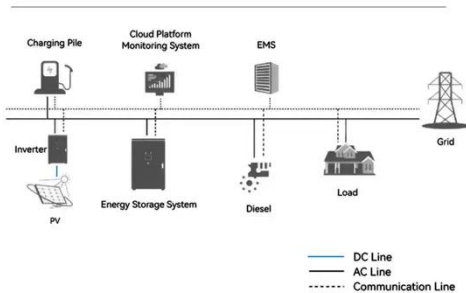 Charging Pile
Cloud Platform
Monitoring System
EMS
Grid
Inverter
PV
Energy Storage System
Diesel
Load
DC Line
AC Line
Communication Line